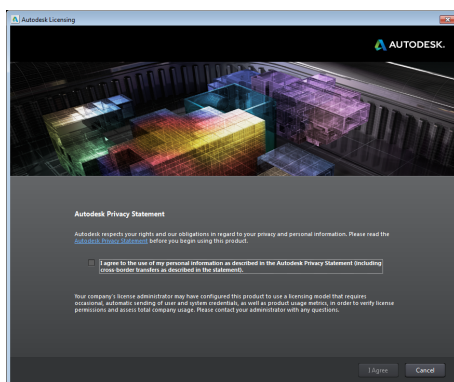 Autodesk Licensing
AUTODESK.
Autodesk Privacy Statement
Autodesk respects your rights and our obligations in regard to your privacy and personal information. Please read the
Autodesk Privacy Statement before you begin using this product.
I agree to the use of my personal information as described in the Autodesk Privacy Statement (including
cross-border transfers as described in the statement).
Your company's license administrator may have configured this product to use a licensing model that requires
occasional, automatic sending of user and system credentials, as well as product usage metrics, in order to verify license
permissions and assess total company usage. Please contact your administrator with any questions.
I Agree
Cancel